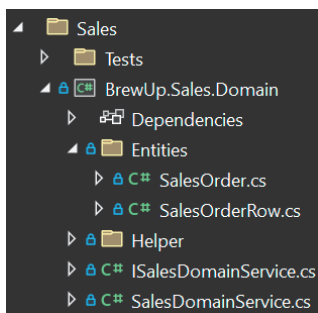 Sales
Tests
C# BrewUp.Sales.Domain
Dependencies
Entities
C# SalesOrder.cs
C# SalesOrderRow.cs
Helper
C# ISalesDomainService.cs
C# SalesDomainService.cs